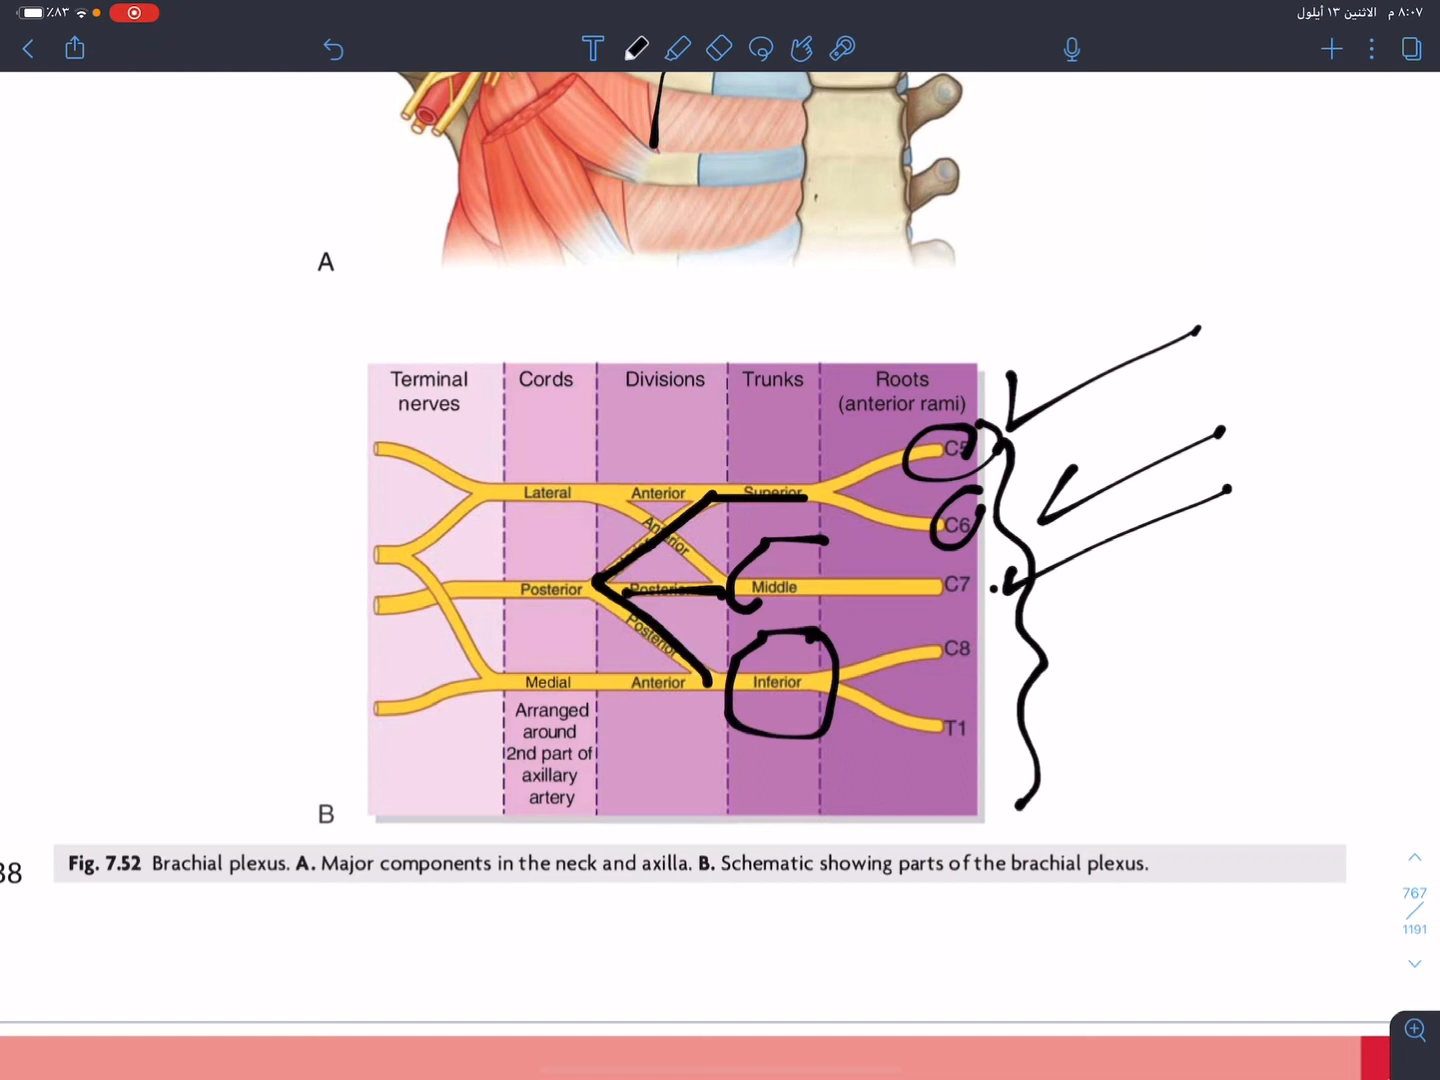 ٪٨٣
٨:٠٧ م الاثنين ١٣ أيلول
T
A
Terminal nerves
Cords
Divisions
Trunks
Roots
(anterior rami)
C5
Lateral
Anterior
Superior
Anterior
C6
Posterior
Posterior
Middle
C7
Posterior
C8
Medial
Anterior
Inferior
T1
Arranged
around
2nd part of
axillary
artery
B
38
Fig. 7.52 Brachial plexus. A. Major components in the neck and axilla. B. Schematic showing parts of the brachial plexus.
767
1191